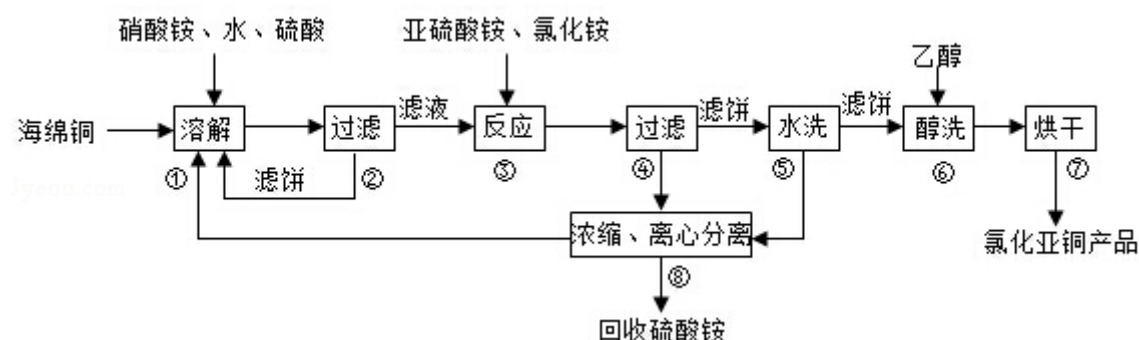 硝酸铵、水、硫酸
亚硫酸铵、氯化铵
乙醇
海绵铜
溶解
过滤
滤液
反应
过滤
滤饼
水洗
滤饼
醇洗
烘干
①
滤饼
②
③
④
⑤
⑥
⑦
浓缩、离心分离
氯化亚铜产品
⑧
回收硫酸铵